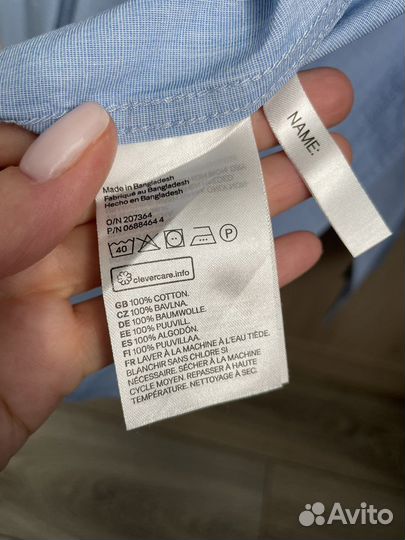 Made in Bangladesh
Fabriqué au Bangladesh
Hecho en Bangladesh
O/N 207364
P/N 0688464 4
40 P
clevercare.info
GB 100% COTTON.
CZ 100% BAVLNA.
DE 100% BAUMWOLLE.
EE 100% PUUVILL.
ES 100% ALGODÓN.
FI 100% PUUVILLAA.
FR LAVER À LA MACHINE À L'EAU TIÈDE.
BLANCHIR SANS CHLORE SI
NÉCESSAIRE. SÉCHER À LA MACHINE
CYCLE MOYEN. REPASSER À HAUTE
TEMPÉRATURE. NETTOYAGE À SEC.
NAME:
Avito